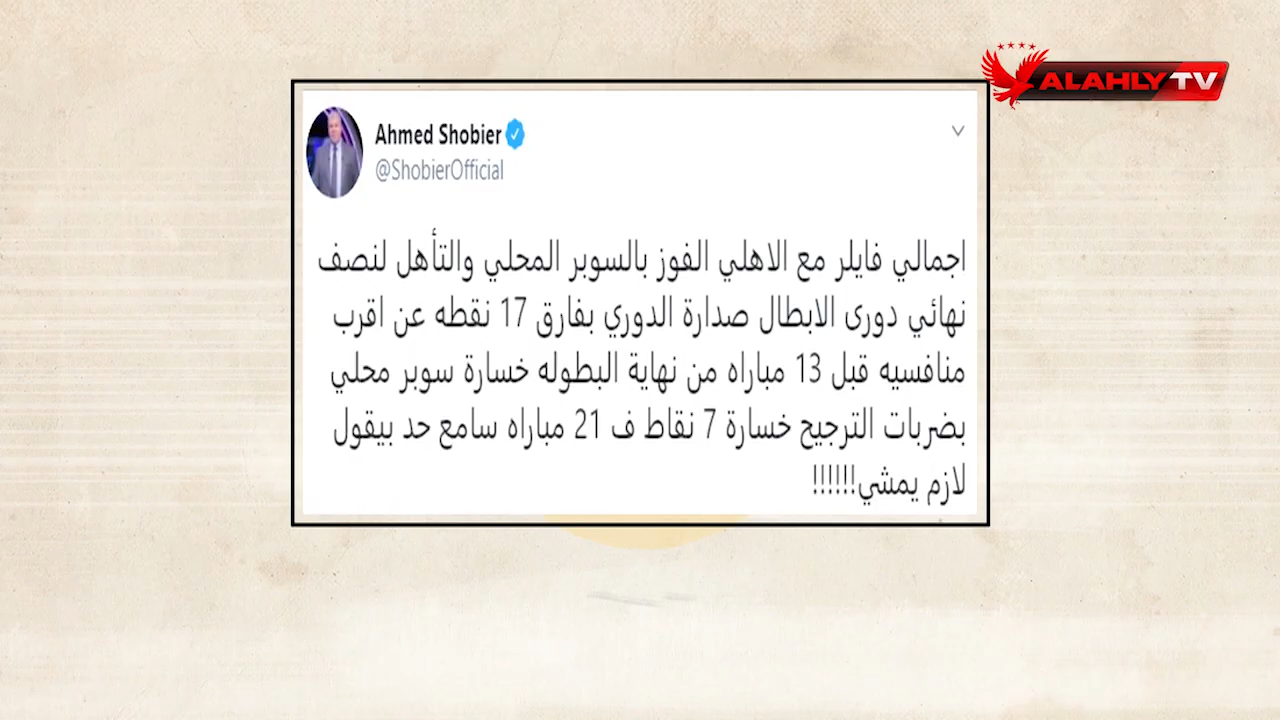 ALAHLY TV
Ahmed Shobier
@ShobierOfficial
اجمالي فايلر مع الاهلي الفوز بالسوبر المحلي والتأهل لنصف
نهائي دورى الابطال صدارة الدوري بفارق 17 نقطه عن اقرب
منافسيه قبل 13 مباراه من نهاية البطوله خسارة سوبر محلي
بضربات الترجيح خسارة 7 نقاط ف 21 مباراه سامع حد بيقول
لازم يمشي!!!!!!